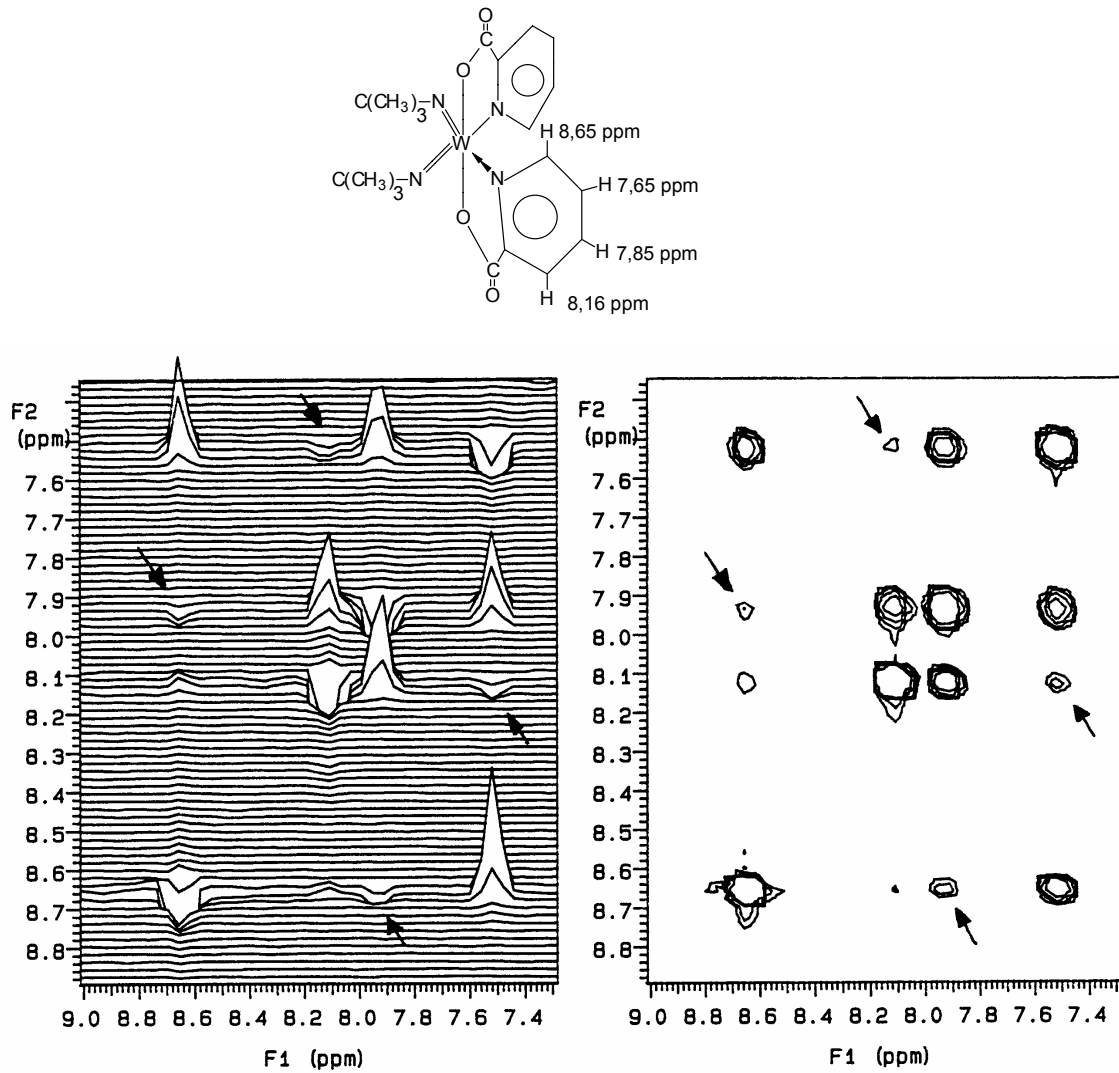 O
C
O
C(CH3)3–N
N
W
H 8,65 ppm
C(CH3)3–N
N
H 7,65 ppm
O
H 7,85 ppm
C
O
H
8,16 ppm
F2
(ppm)
7.6
7.7
7.8
7.9
8.0
8.1
8.2
8.3
8.4
8.5
8.6
8.7
8.8
9.0 8.8 8.6 8.4 8.2 8.0 7.8 7.6 7.4
F1 (ppm)
F2
(ppm)
7.6
7.7
7.8
7.9
8.0
8.1
8.2
8.3
8.4
8.5
8.6
8.7
8.8
9.0 8.8 8.6 8.4 8.2 8.0 7.8 7.6 7.4
F1 (ppm)